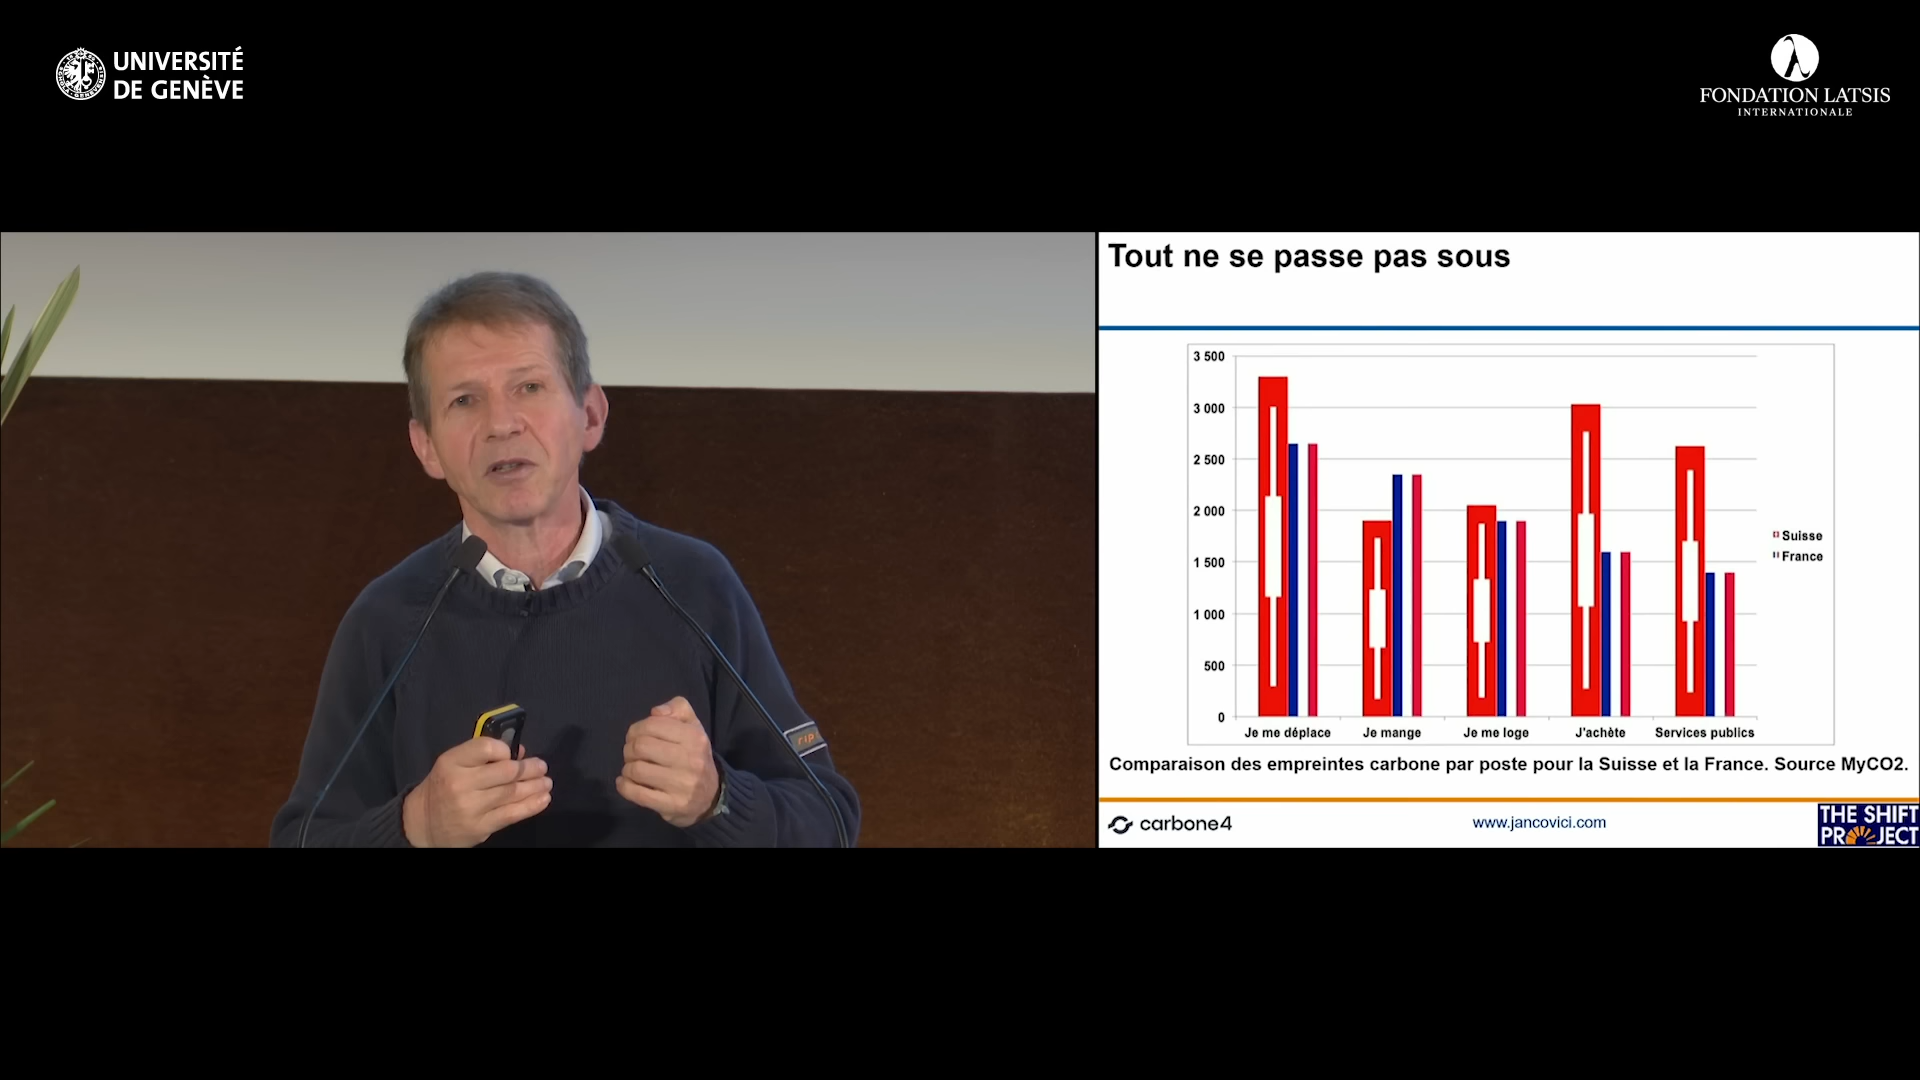 UNIVERSITÉ
DE GENÈVE
FONDATION LATSIS
INTERNATIONALE
Tout ne se passe pas sous
3 500
3 000
2 500
2 000
1 500
1 000
500
0
Je me déplace
Je mange
Je me loge
J'achète
Services publics
Suisse
France
Comparaison des empreintes carbone par poste pour la Suisse et la France. Source MyCO2.
carbone4
www.jancovici.com
THE SHIFT
PROJECT
rip